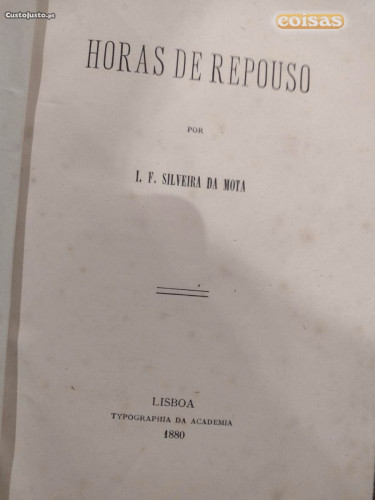 CustoJusto.pt
coisas
HORAS DE REPOUSO
POR
I. F. SILVEIRA DA MOTA
LISBOA
TYPOGRAPHIA DA ACADEMIA
1880